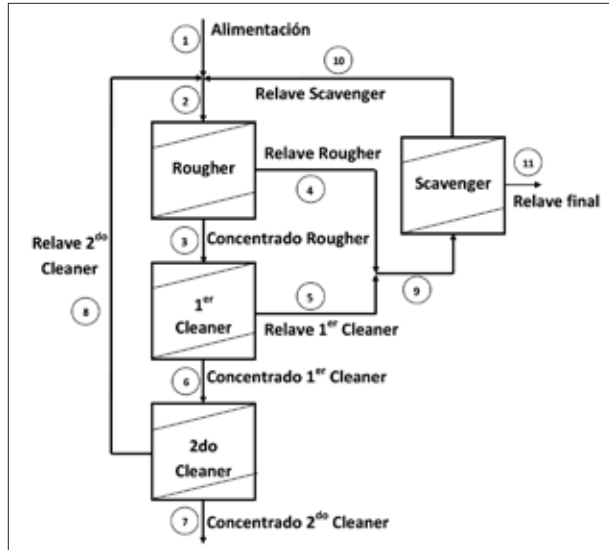 1
Alimentación
10
2
Relave Scavenger
Rougher
Relave Rougher
4
Scavenger
11
Relave final
3
Concentrado Rougher
Relave 2do
Cleaner
8
1er
Cleaner
5
9
Relave 1er Cleaner
6
Concentrado 1er Cleaner
2do
Cleaner
7
Concentrado 2do Cleaner